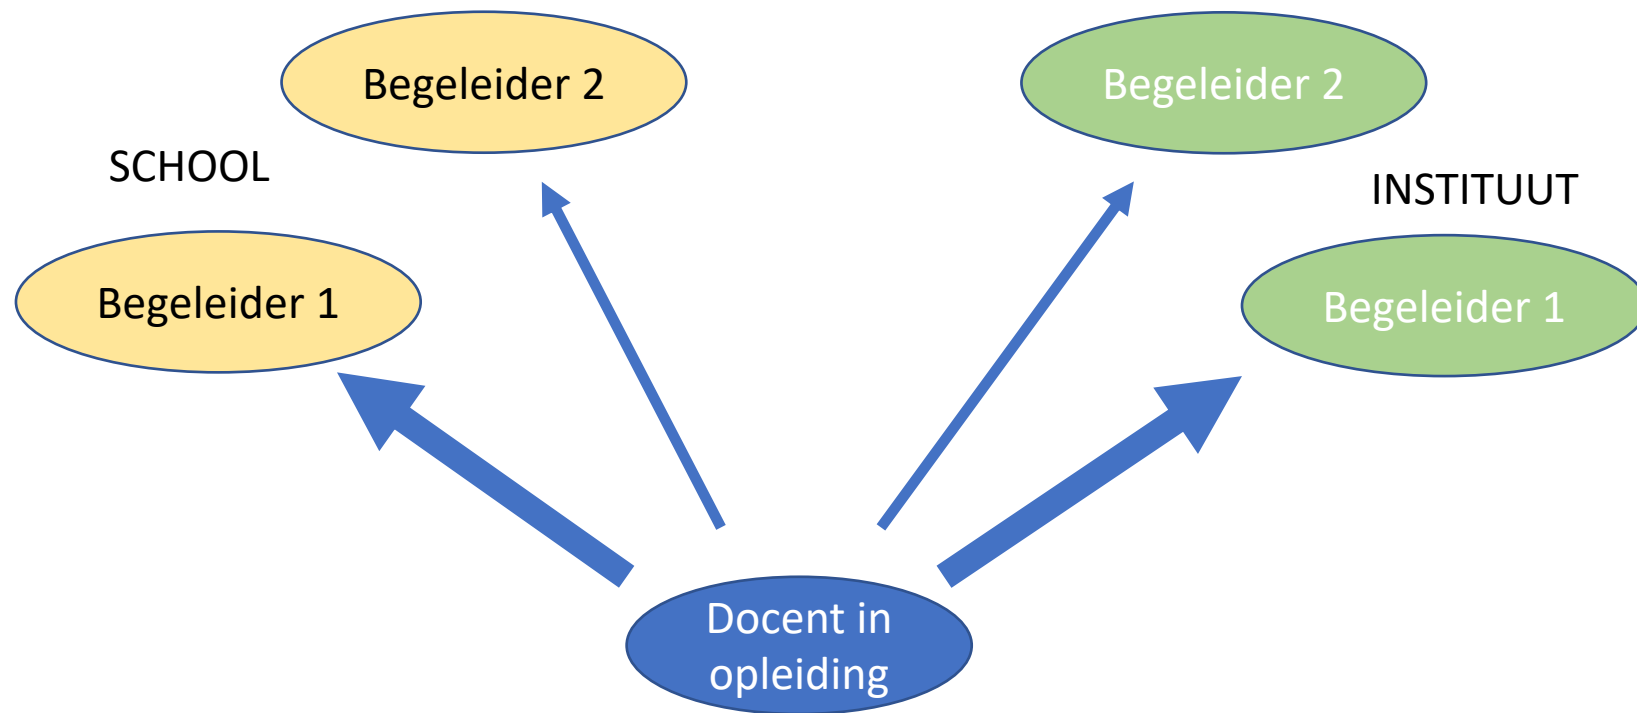 Begeleider 2
Begeleider 2
SCHOOL
INSTITUUT
Begeleider 1
Begeleider 1
Docent in
opleiding